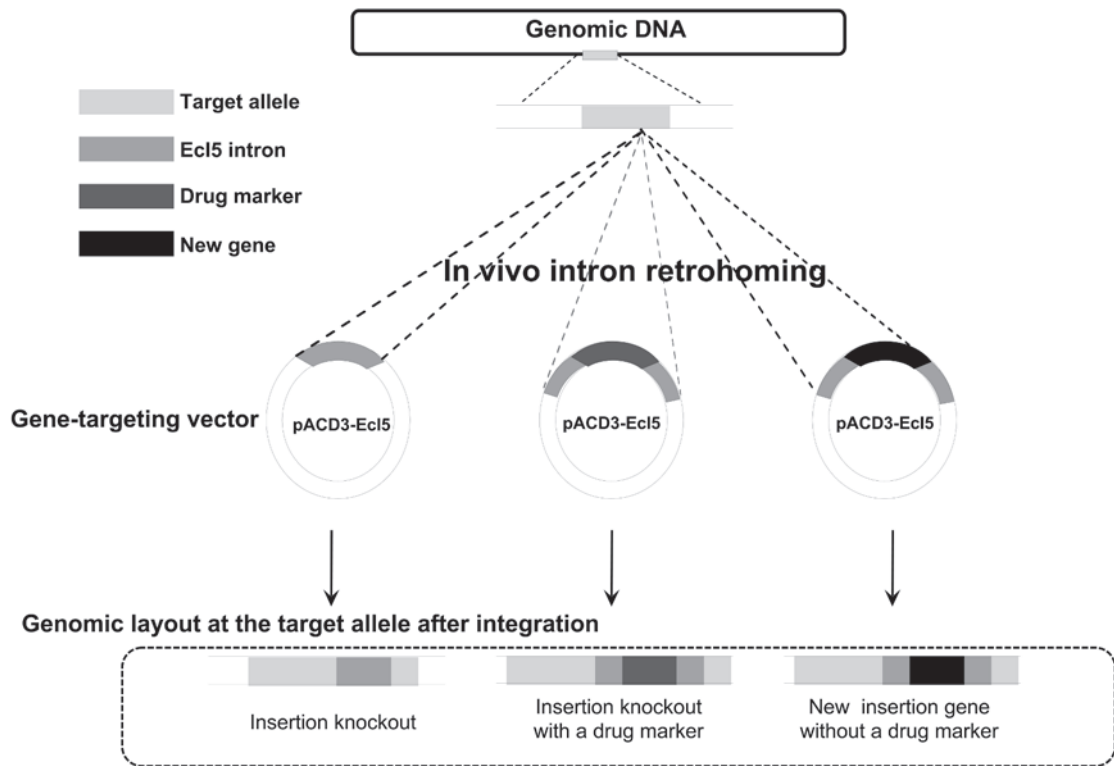 Genomic DNA
Target allele
Ecl5 intron
Drug marker
New gene
In vivo intron retrohoming
Gene-targeting vector
pACD3-Ecl5
pACD3-Ecl5
pACD3-Ecl5
Genomic layout at the target allele after integration
Insertion knockout
Insertion knockout
with a drug marker
New insertion gene
without a drug marker